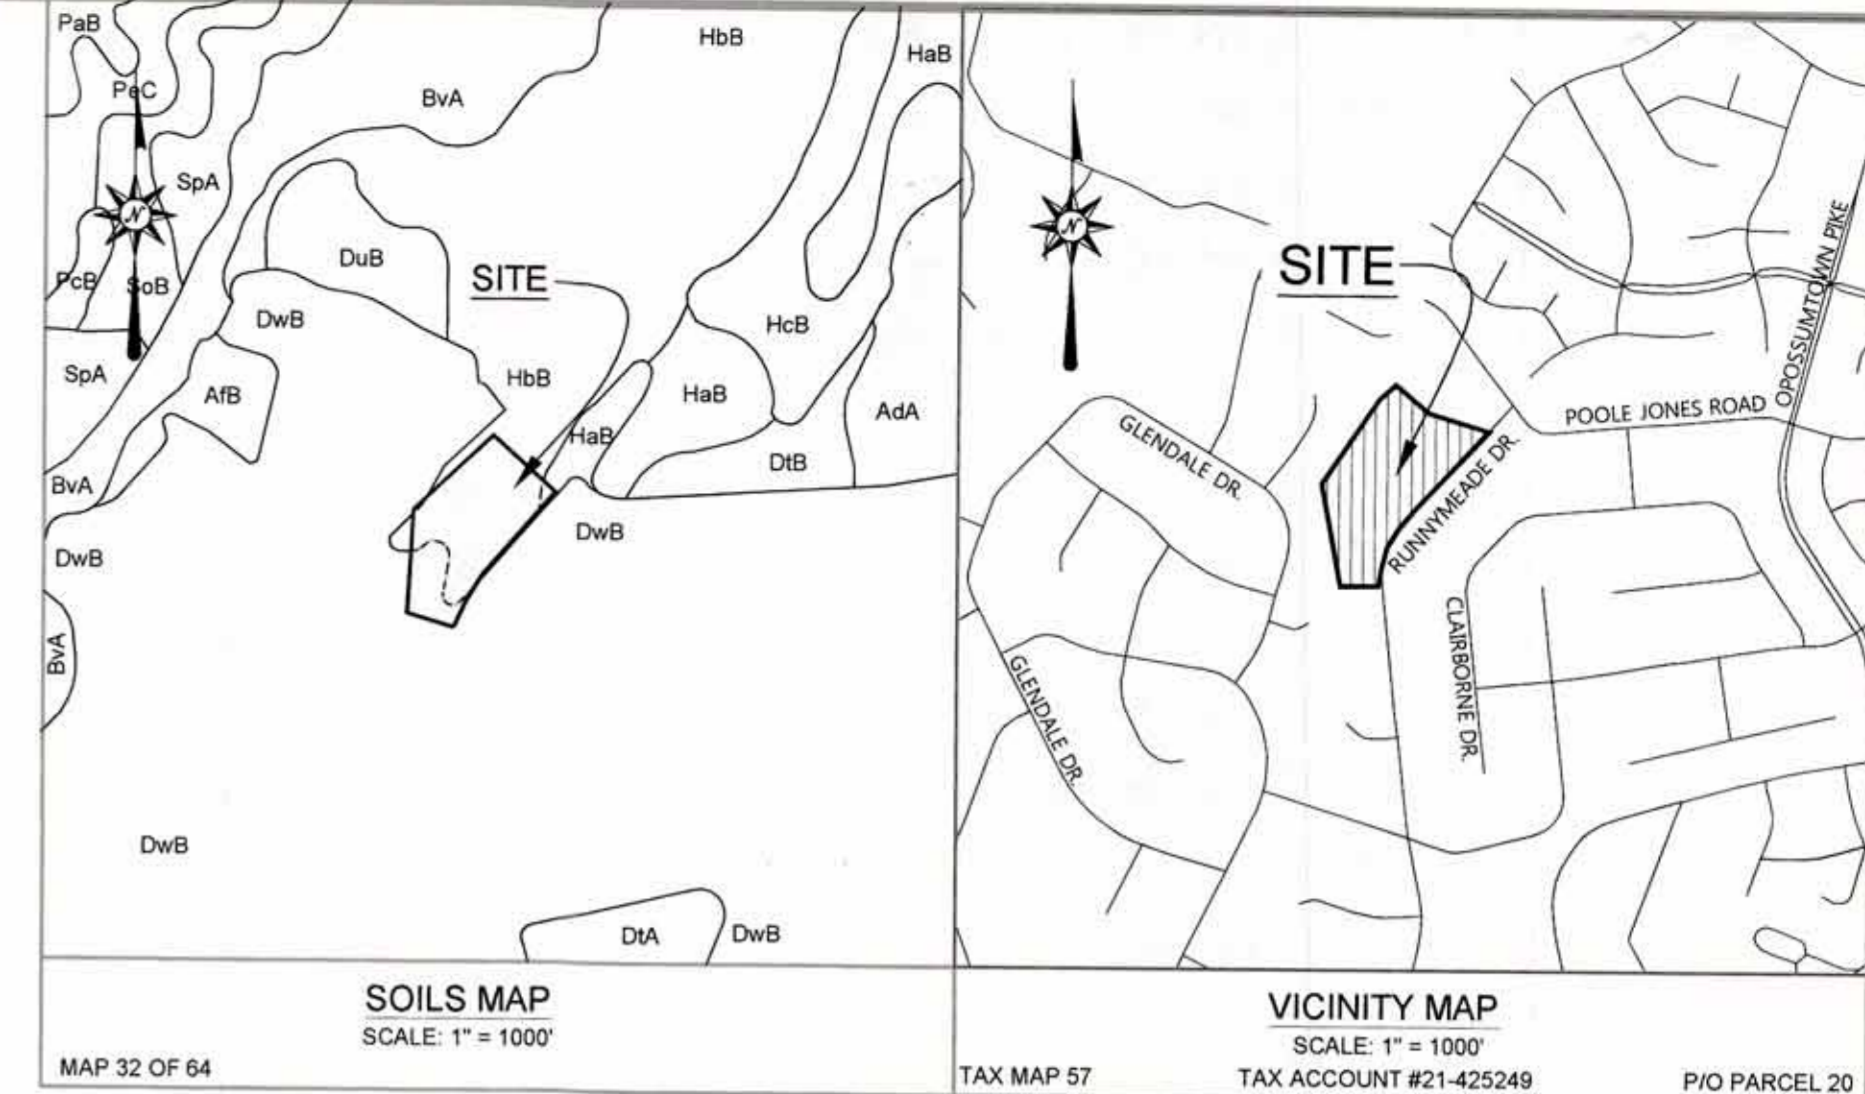 PaB
HbB
HaB
PeC
BvA
SpA
DuB
SITE
PcB
SoB
DwB
HcB
SpA
AfB
HbB
HaB
AdA
HaB
DtB
BvA
DwB
DwB
BvA
DwB
DtA
DwB
N
SOILS MAP
SCALE: 1" = 1000'
MAP 32 OF 64
N
SITE
OPOSSUMTOWN PIKE
POOLE JONES ROAD
GLENDALE DR.
RUNNYMEADE DR.
CLAIRBORNE DR.
GLENDALE DR.
VICINITY MAP
SCALE: 1" = 1000'
TAX MAP 57
TAX ACCOUNT #21-425249
P/O PARCEL 20